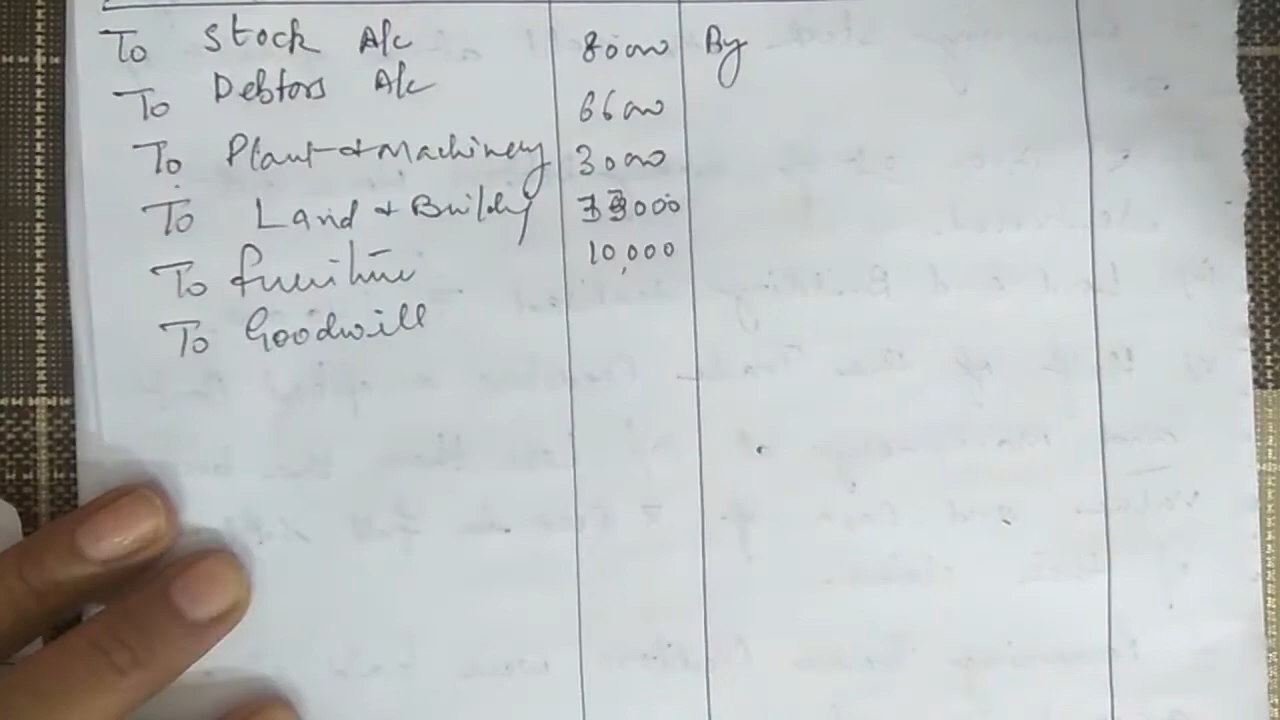 To Stock A/c 80000 By
To Debtors A/c 66000
To Plant & Machinery 30000
To Land & Building
To furniture 10,000
To Goodwill